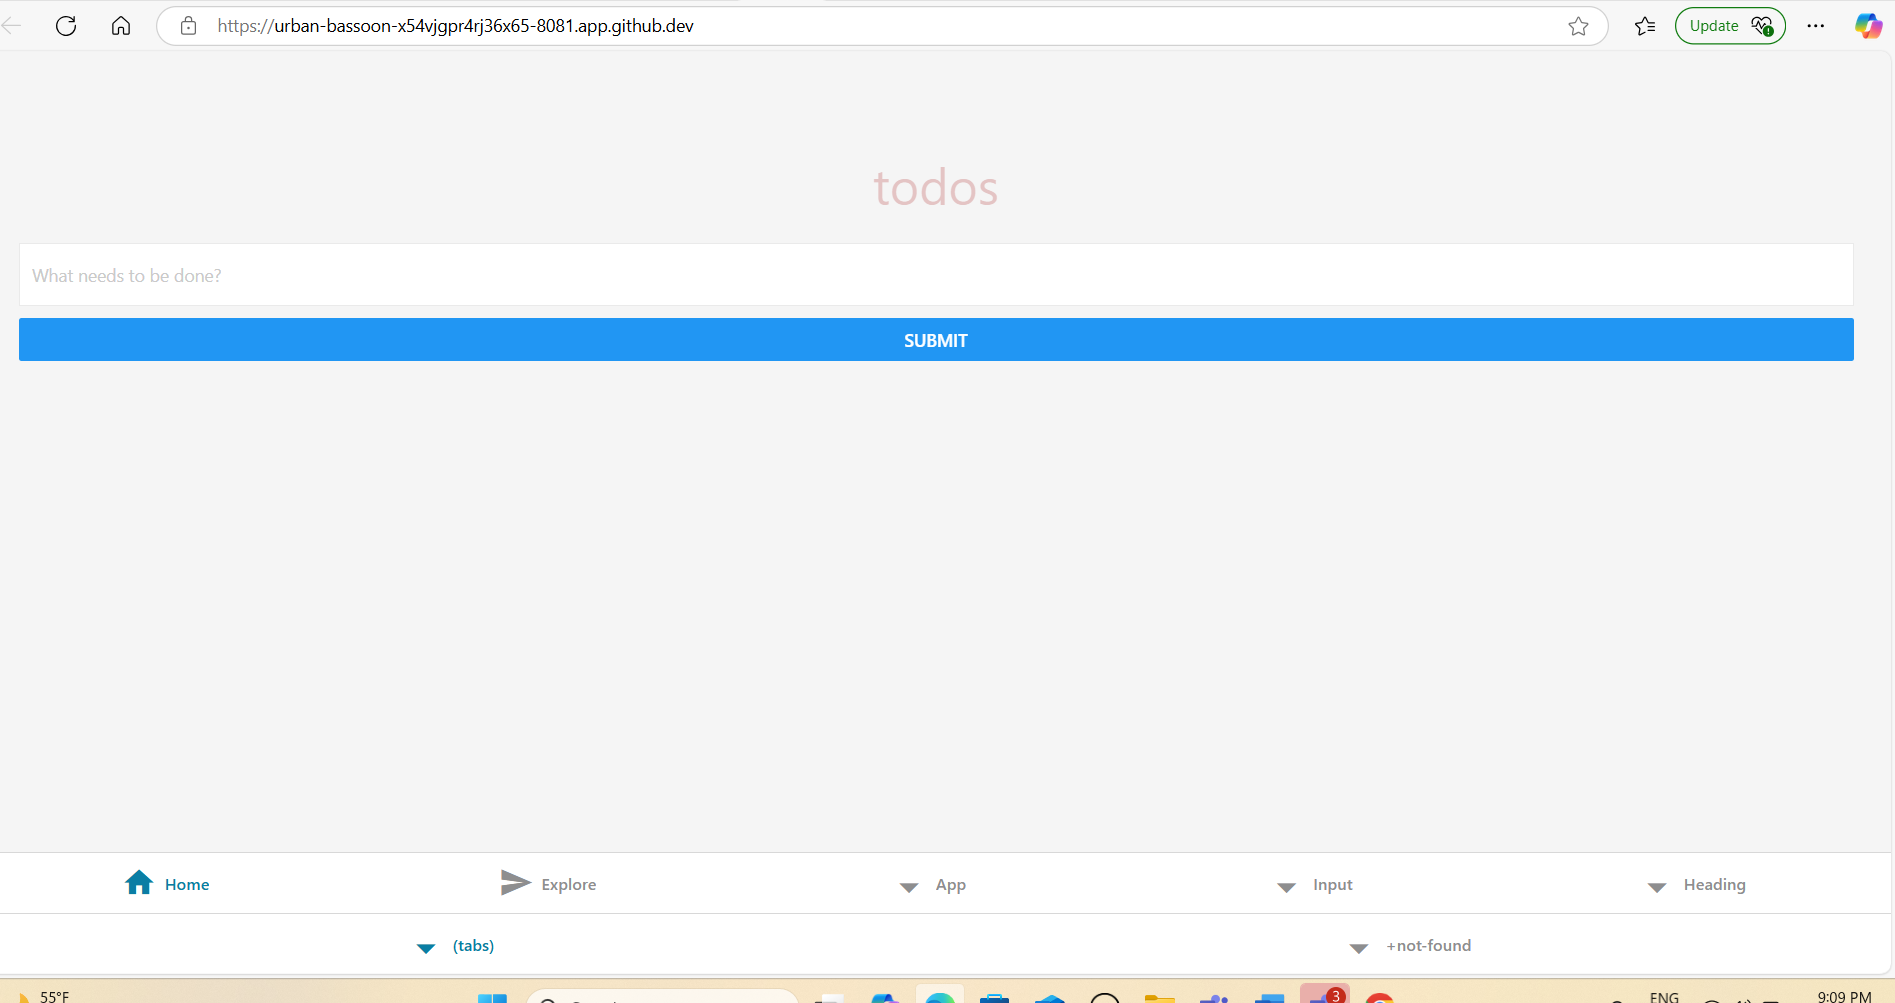 https://urban-bassoon-x54vjgpr4rj36x65-8081.app.github.dev
Update
todos
What needs to be done?
SUBMIT
Home
Explore
App
Input
Heading
(tabs)
+not-found
55°F
3
ENG
9:09 PM